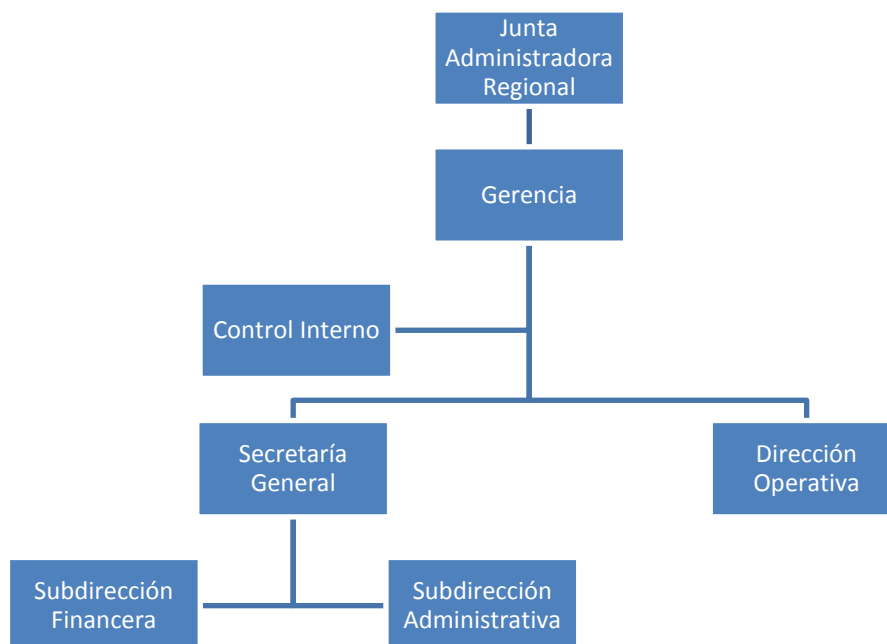 Junta
Administradora
Regional
Gerencia
Control Interno
Secretaría
General
Dirección
Operativa
Subdirección
Financera
Subdirección
Administrativa